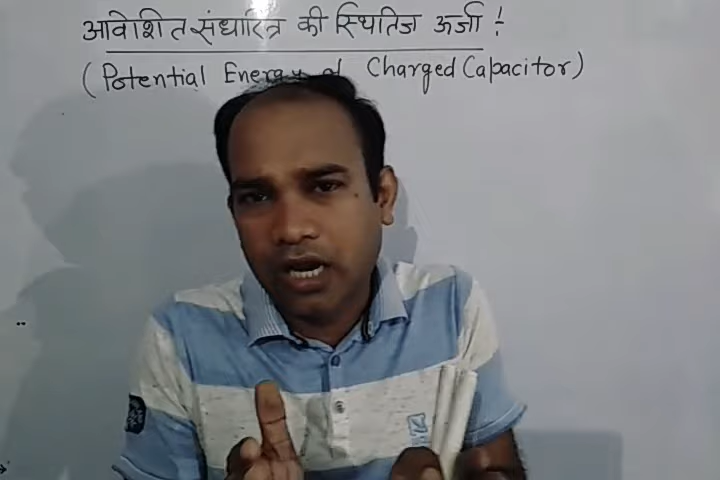 आवेशित संधारित्र की स्थितिज ऊर्जा :
(Potential Energy of Charged Capacitor)